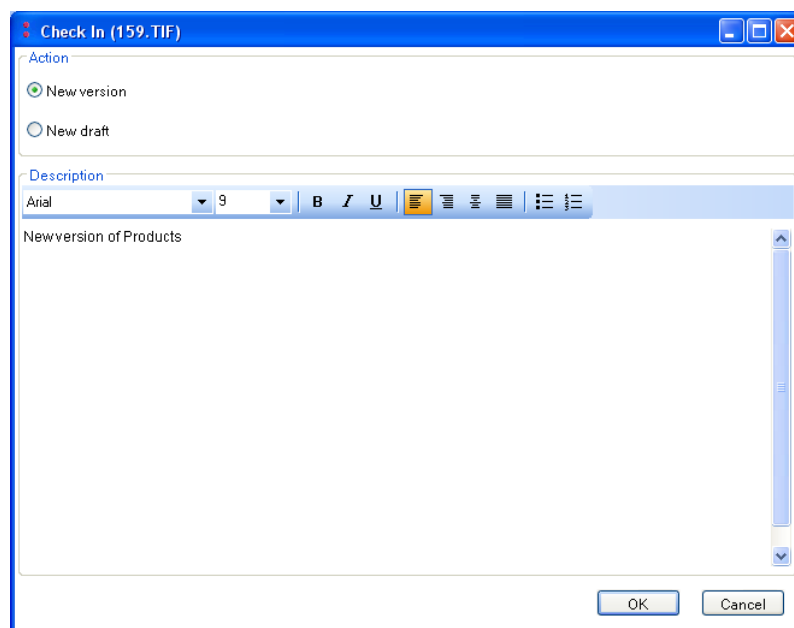 Check In (159.TIF)
Action
New version
New draft
Description
Arial 9 B I U
New version of Products
OK Cancel